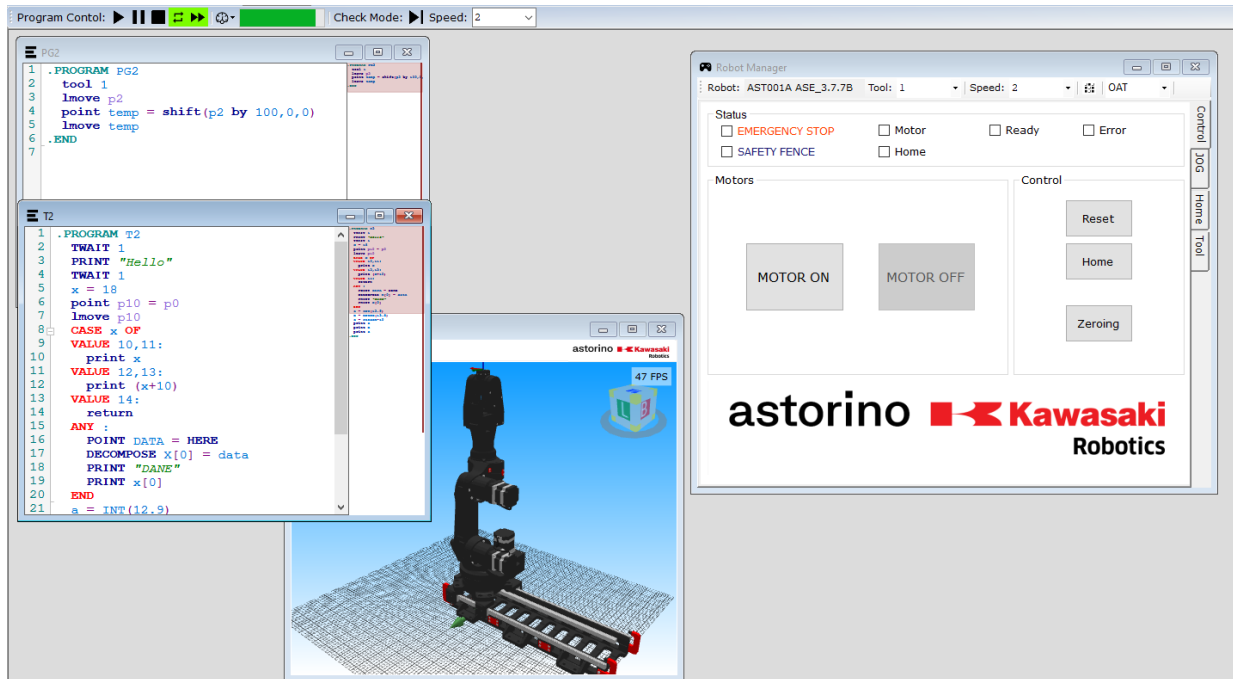 Program Contol:
Check Mode:
Speed: 2
PG2
1 .PROGRAM PG2
2 tool 1
3 lmove p2
4 point temp = shift(p2 by 100,0,0)
5 lmove temp
6 .END
7
T2
1 .PROGRAM T2
2 TWAIT 1
3 PRINT "Hello"
4 TWAIT 1
5 x = 18
6 point p10 = p0
7 lmove p10
8 CASE x OF
9 VALUE 10,11:
10 print x
11 VALUE 12,13:
12 print (x+10)
13 VALUE 14:
14 return
15 ANY :
16 POINT DATA = HERE
17 DECOMPOSE X[0] = data
18 PRINT "DANE"
19 PRINT x[0]
20 END
21 a = INT(12.9)
astorino Kawasaki
Robotics
47 FPS
L B
Robot Manager
Robot: AST001A ASE_3.7.7B Tool: 1 Speed: 2 OAT
Status
EMERGENCY STOP Motor Ready Error
SAFETY FENCE Home
Motors
MOTOR ON MOTOR OFF
Control
Reset
Home
Zeroing
Control
JOG
Home
Tool
astorino Kawasaki
Robotics